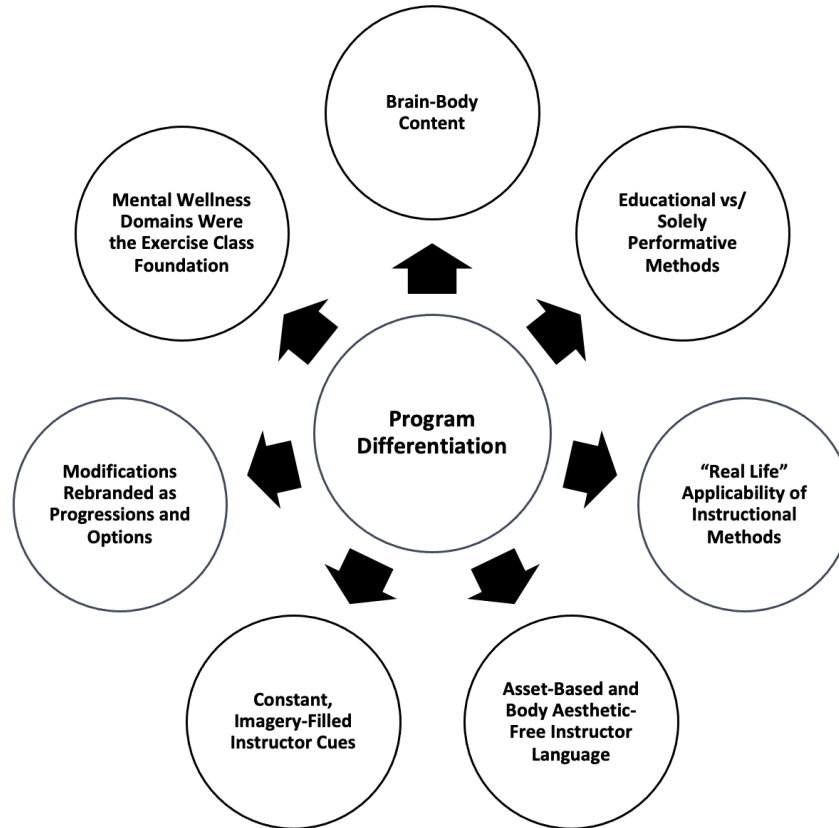 Brain-Body
Content
Educational vs/
Solely
Performative
Methods
“Real Life”
Applicability of
Instructional
Methods
Asset-Based and
Body Aesthetic-
Free Instructor
Language
Constant,
Imagery-Filled
Instructor Cues
Modifications
Rebranded as
Progressions and
Options
Mental Wellness
Domains Were
the Exercise Class
Foundation
Program
Differentiation